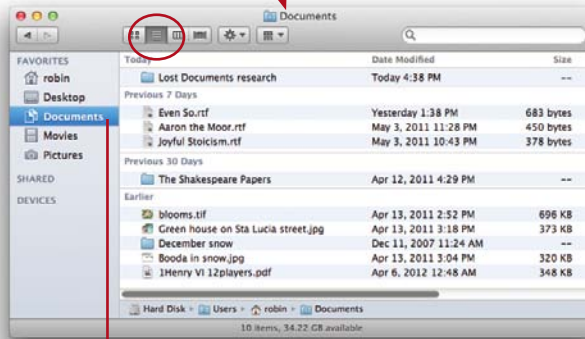 Documents
FAVORITES
robin
Desktop
Documents
Movies
Pictures
SHARED
DEVICES
Today Date Modified Size
Lost Documents research Today 4:38 PM --
Previous 7 Days
Even So.rtf Yesterday 1:38 PM 683 bytes
Aaron the Moor.rtf May 3, 2011 11:28 PM 450 bytes
Joyful Stoicism.rtf May 3, 2011 10:43 PM 378 bytes
Previous 30 Days
The Shakespeare Papers Apr 12, 2011 4:29 PM --
Earlier
blooms.tif Apr 13, 2011 2:52 PM 696 KB
Green house on Sta Lucia street.jpg Apr 13, 2011 3:18 PM 373 KB
December snow Dec 11, 2007 11:24 AM --
Booda in snow.jpg Apr 13, 2011 3:04 PM 320 KB
1Henry VI 12players.pdf Apr 6, 2012 12:48 AM 348 KB
Hard Disk ▸ Users ▸ robin ▸ Documents
10 items, 34.22 GB available